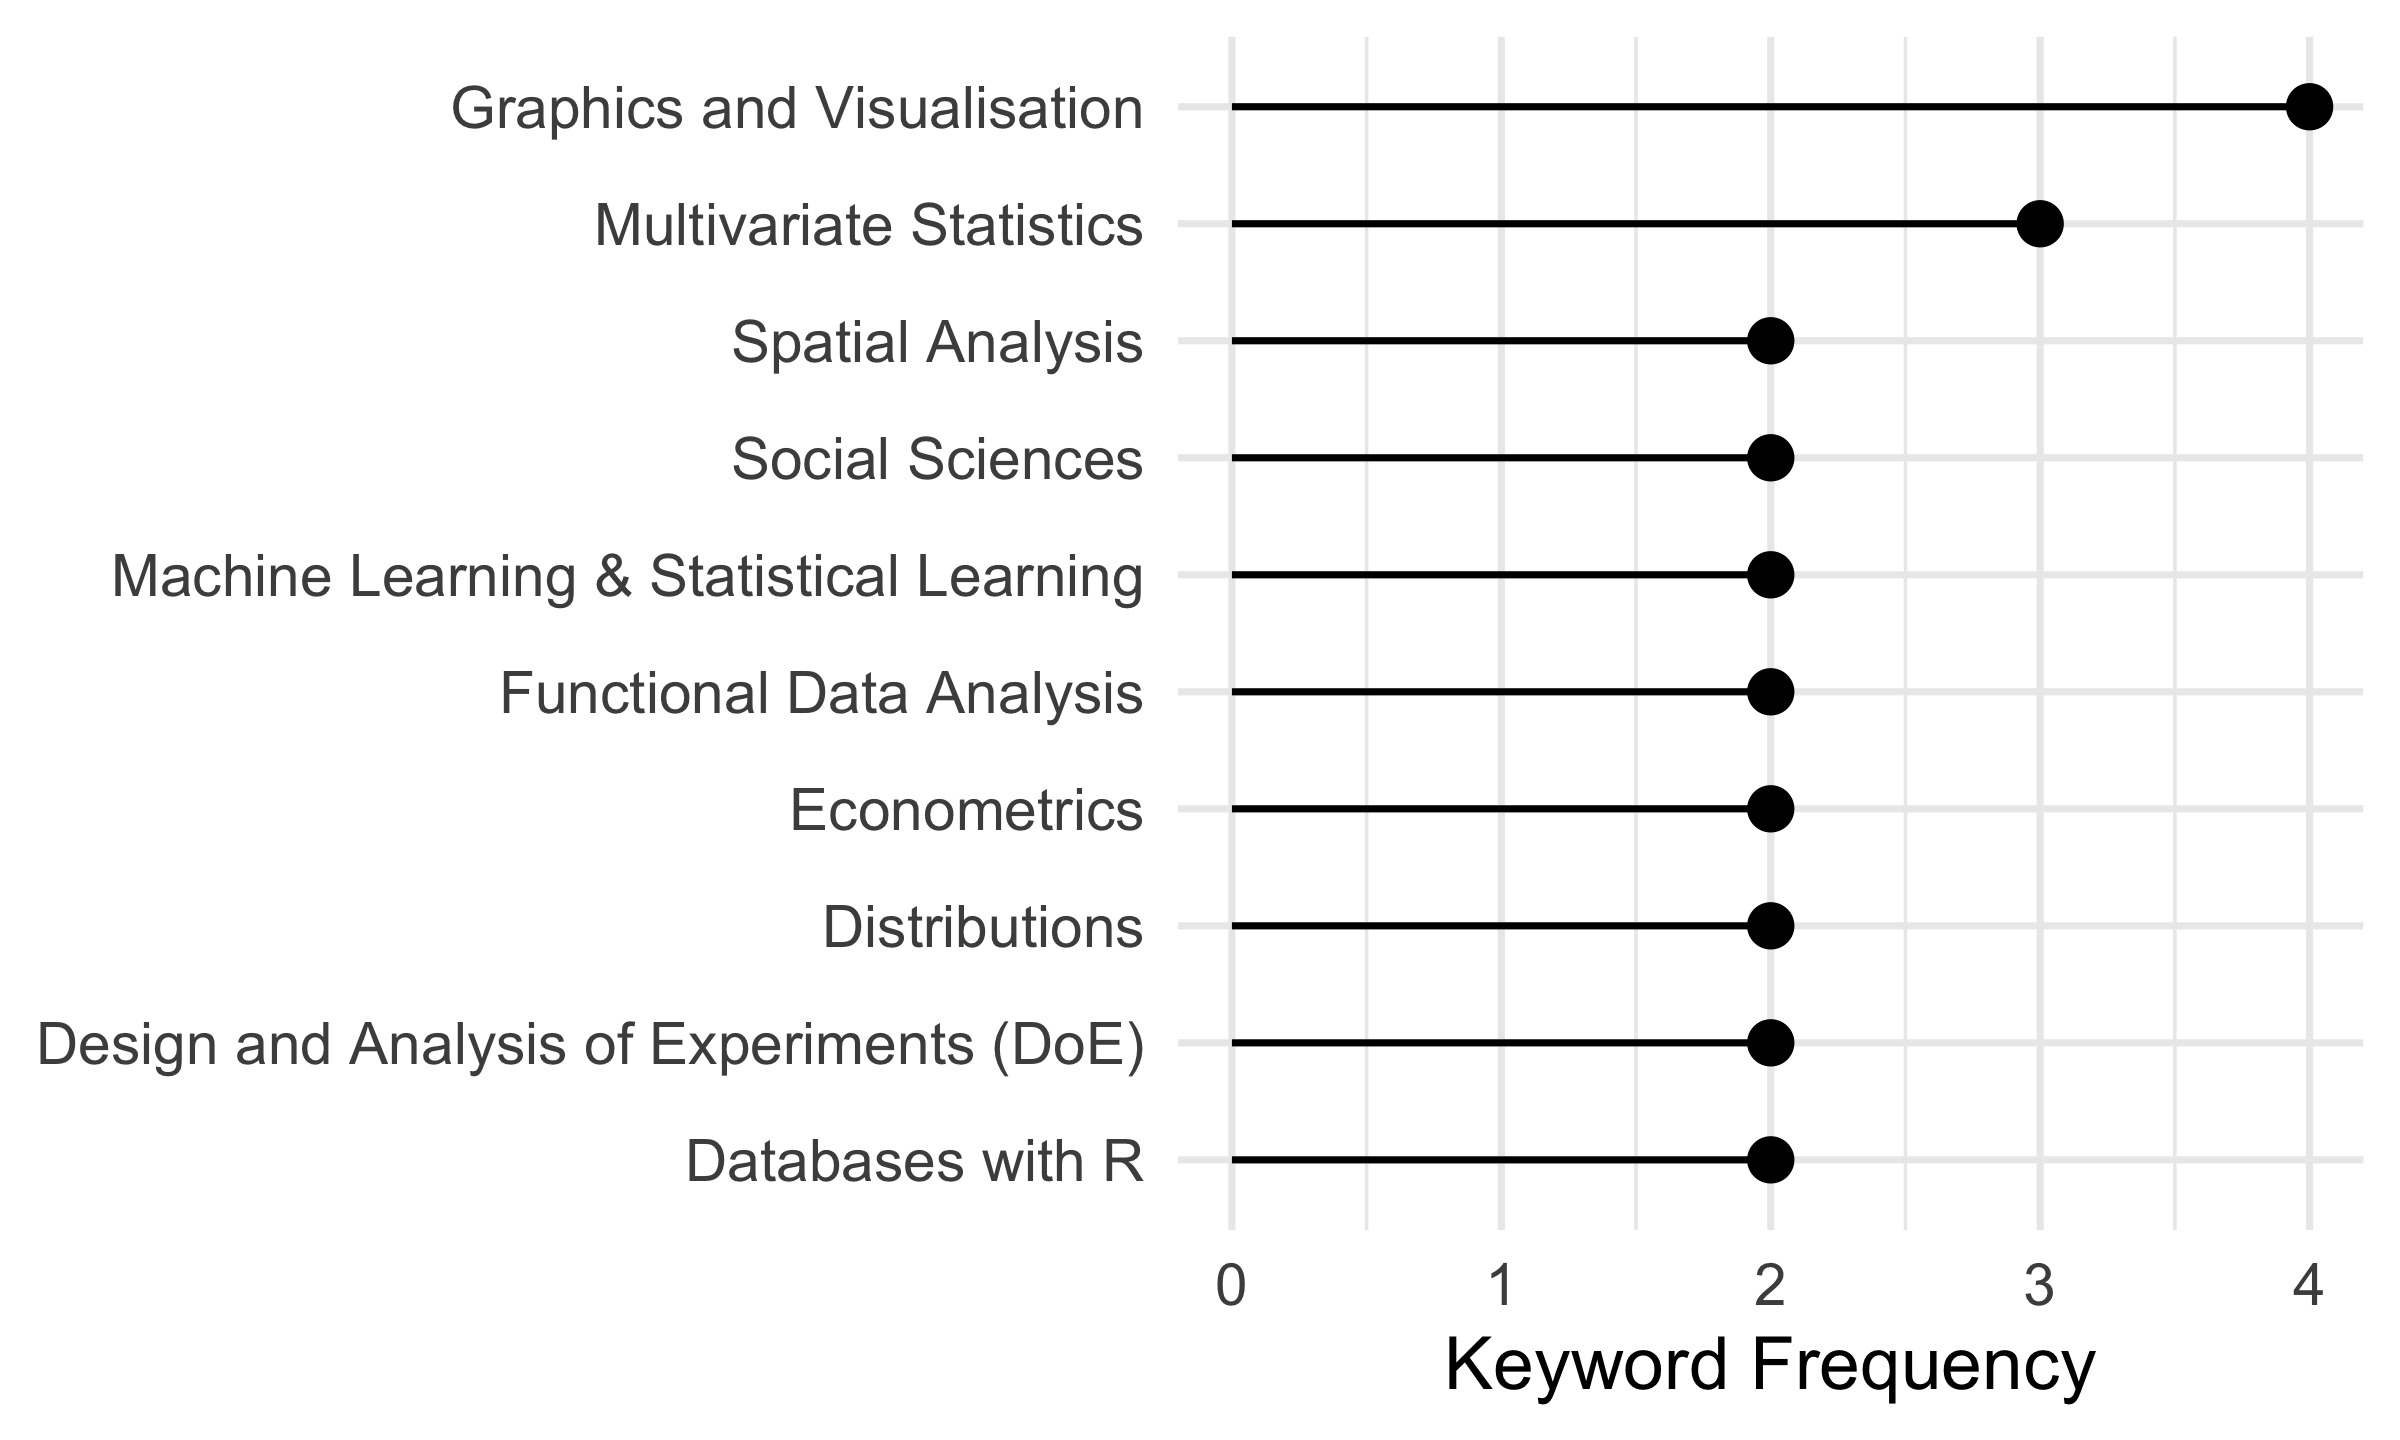 Graphics and Visualisation
Multivariate Statistics
Spatial Analysis
Social Sciences
Machine Learning & Statistical Learning
Functional Data Analysis
Econometrics
Distributions
Design and Analysis of Experiments (DoE)
Databases with R
0 1 2 3 4
Keyword Frequency